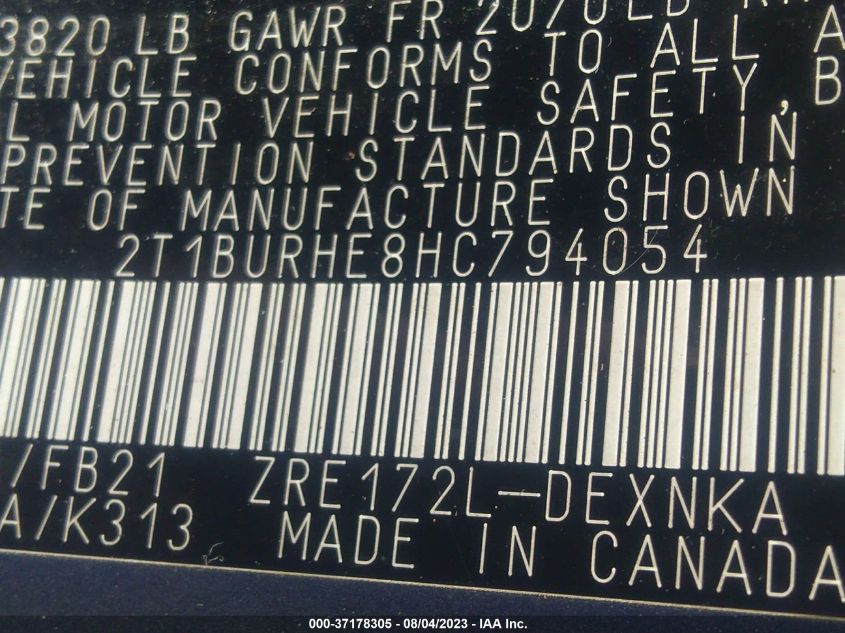 3820 LB GAWR FR 2070LB
VEHICLE CONFORMS TO ALL A
L MOTOR VEHICLE SAFETY, B
PREVENTION STANDARDS IN
TE OF MANUFACTURE SHOWN
2T1BURHE8HC794054
/FB21 ZRE172L-DEXNKA
A/K313 MADE IN CANADA
000-37178305 - 08/04/2023 - IAA Inc.